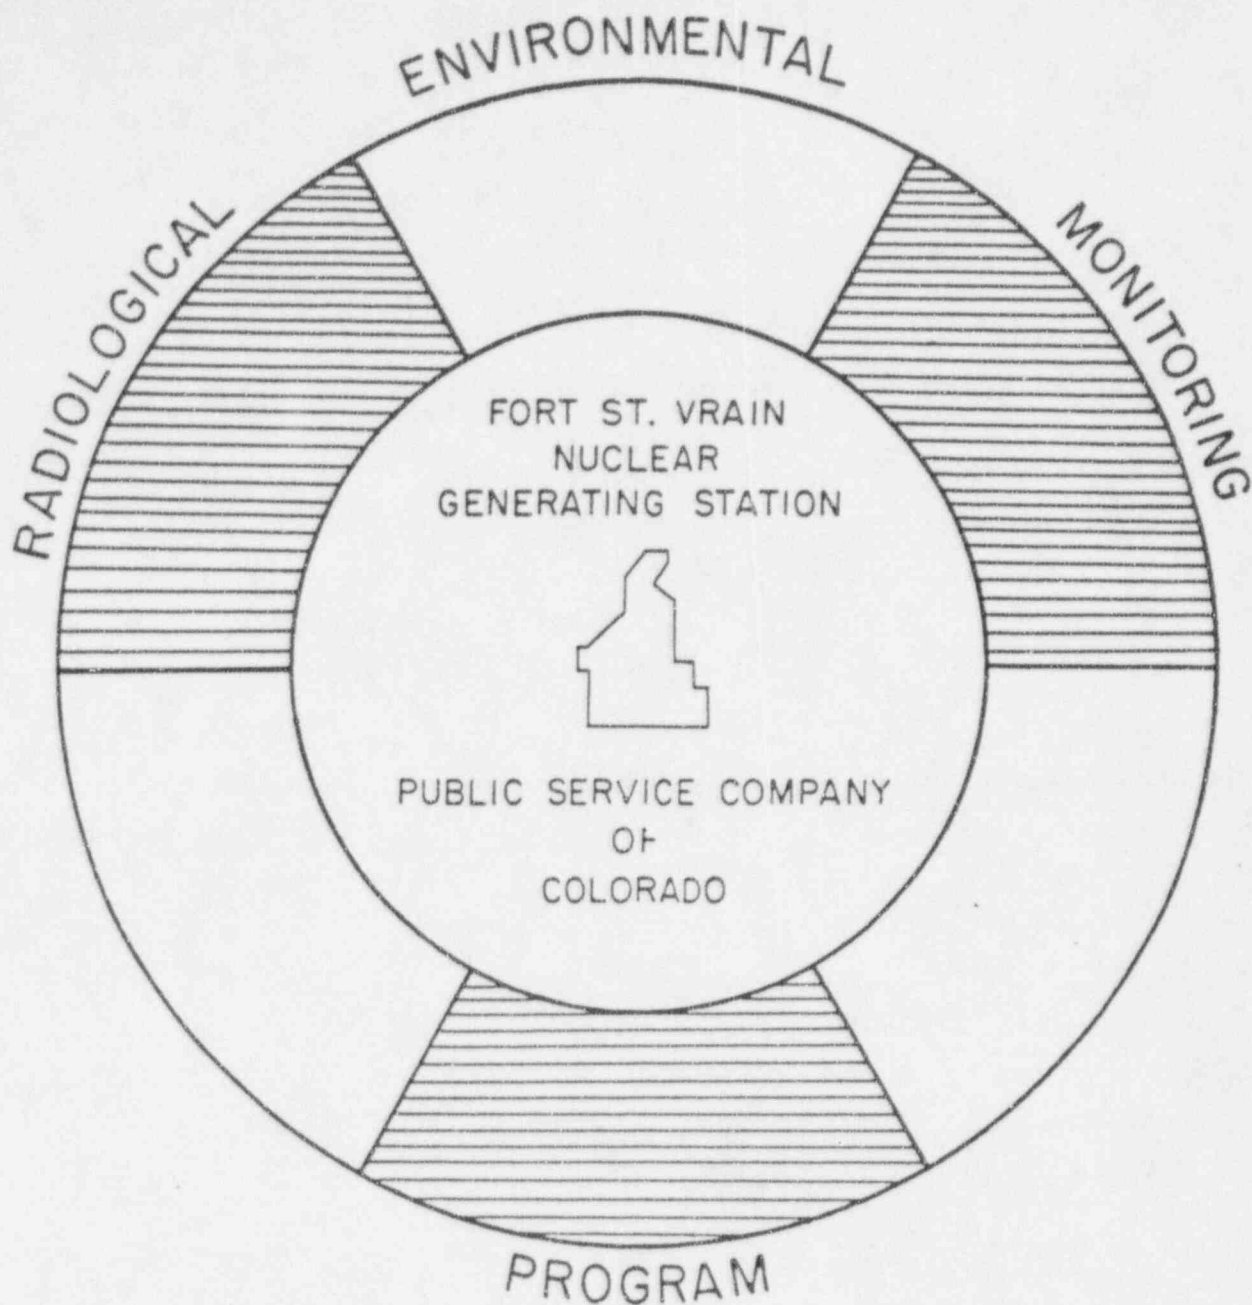 RADIOLOGICAL
ENVIRONMENTAL
MONITORING
PROGRAM
FORT ST. VRAIN
NUCLEAR
GENERATING STATION
PUBLIC SERVICE COMPANY
OF
COLORADO